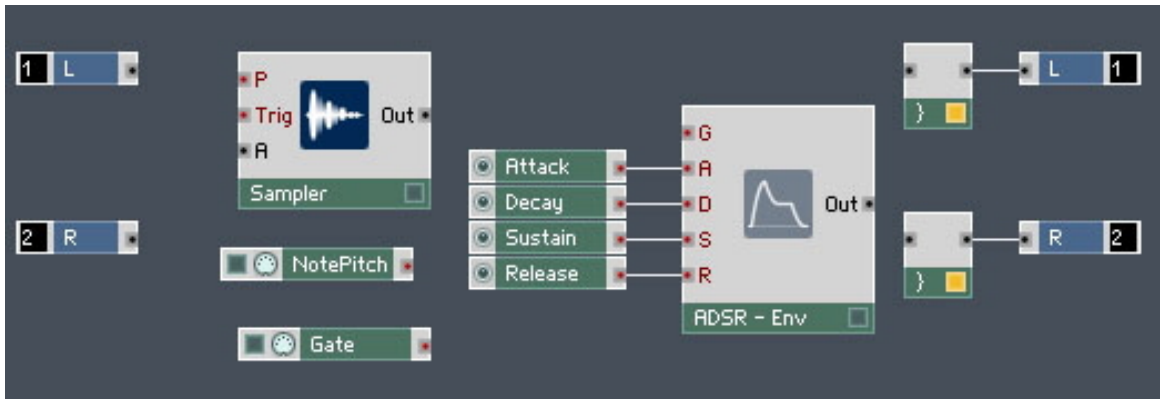 1 L
P
Trig
Out
A
Sampler
2 R
NotePitch
Gate
Attack
Decay
Sustain
Release
G
A
D
S
R
Out
ADSR - Env
}
L 1
}
R 2